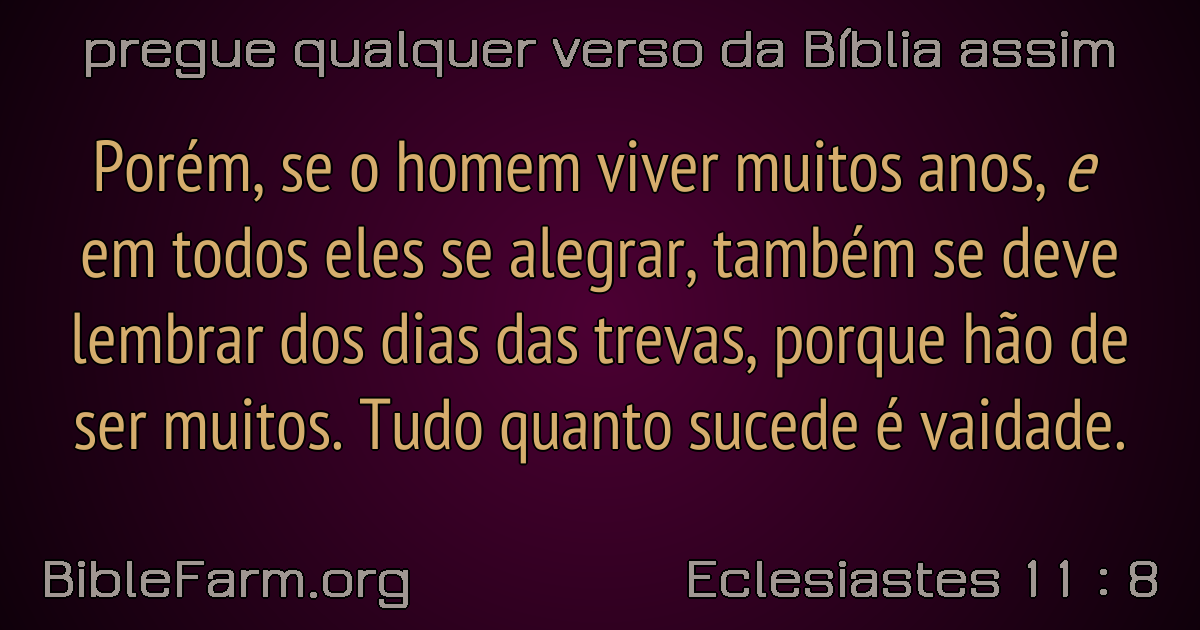 pregue qualquer verso da Bíblia assim
Porém, se o homem viver muitos anos, e
em todos eles se alegrar, também se deve
lembrar dos dias das trevas, porque hão de
ser muitos. Tudo quanto sucede é vaidade.
BibleFarm.org
Eclesiastes 11 : 8